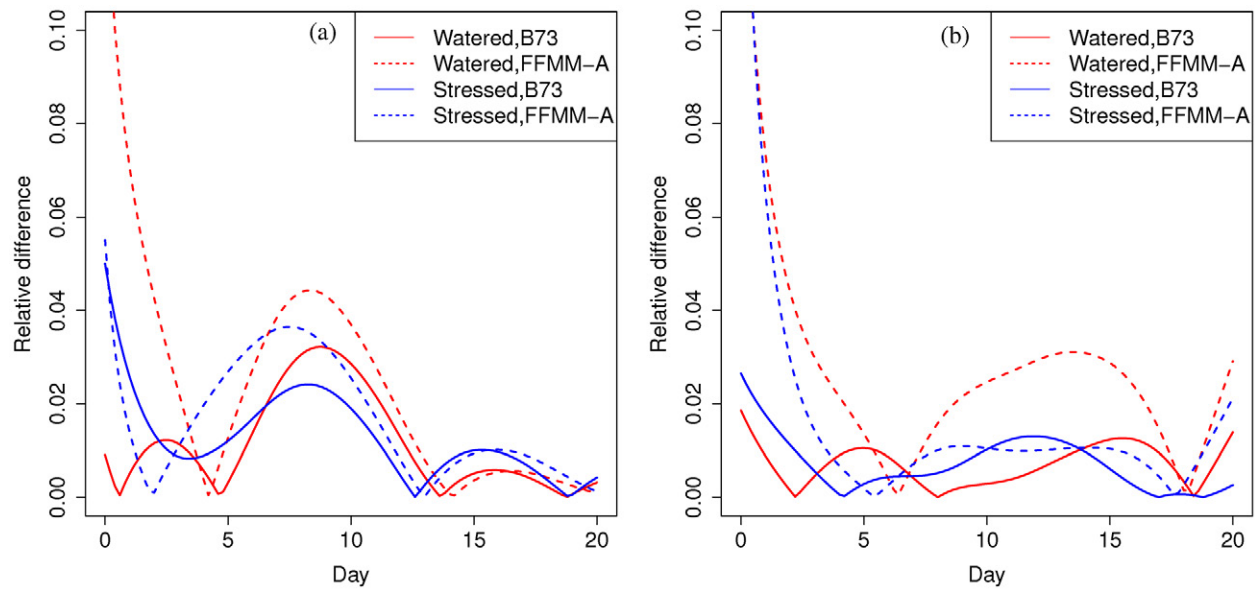 (a)
Watered,B73
Watered,FFMM−A
Stressed,B73
Stressed,FFMM−A
Relative difference
0.10
0.08
0.06
0.04
0.02
0.00
0 5 10 15 20
Day
(b)
Watered,B73
Watered,FFMM−A
Stressed,B73
Stressed,FFMM−A
Relative difference
0.10
0.08
0.06
0.04
0.02
0.00
0 5 10 15 20
Day